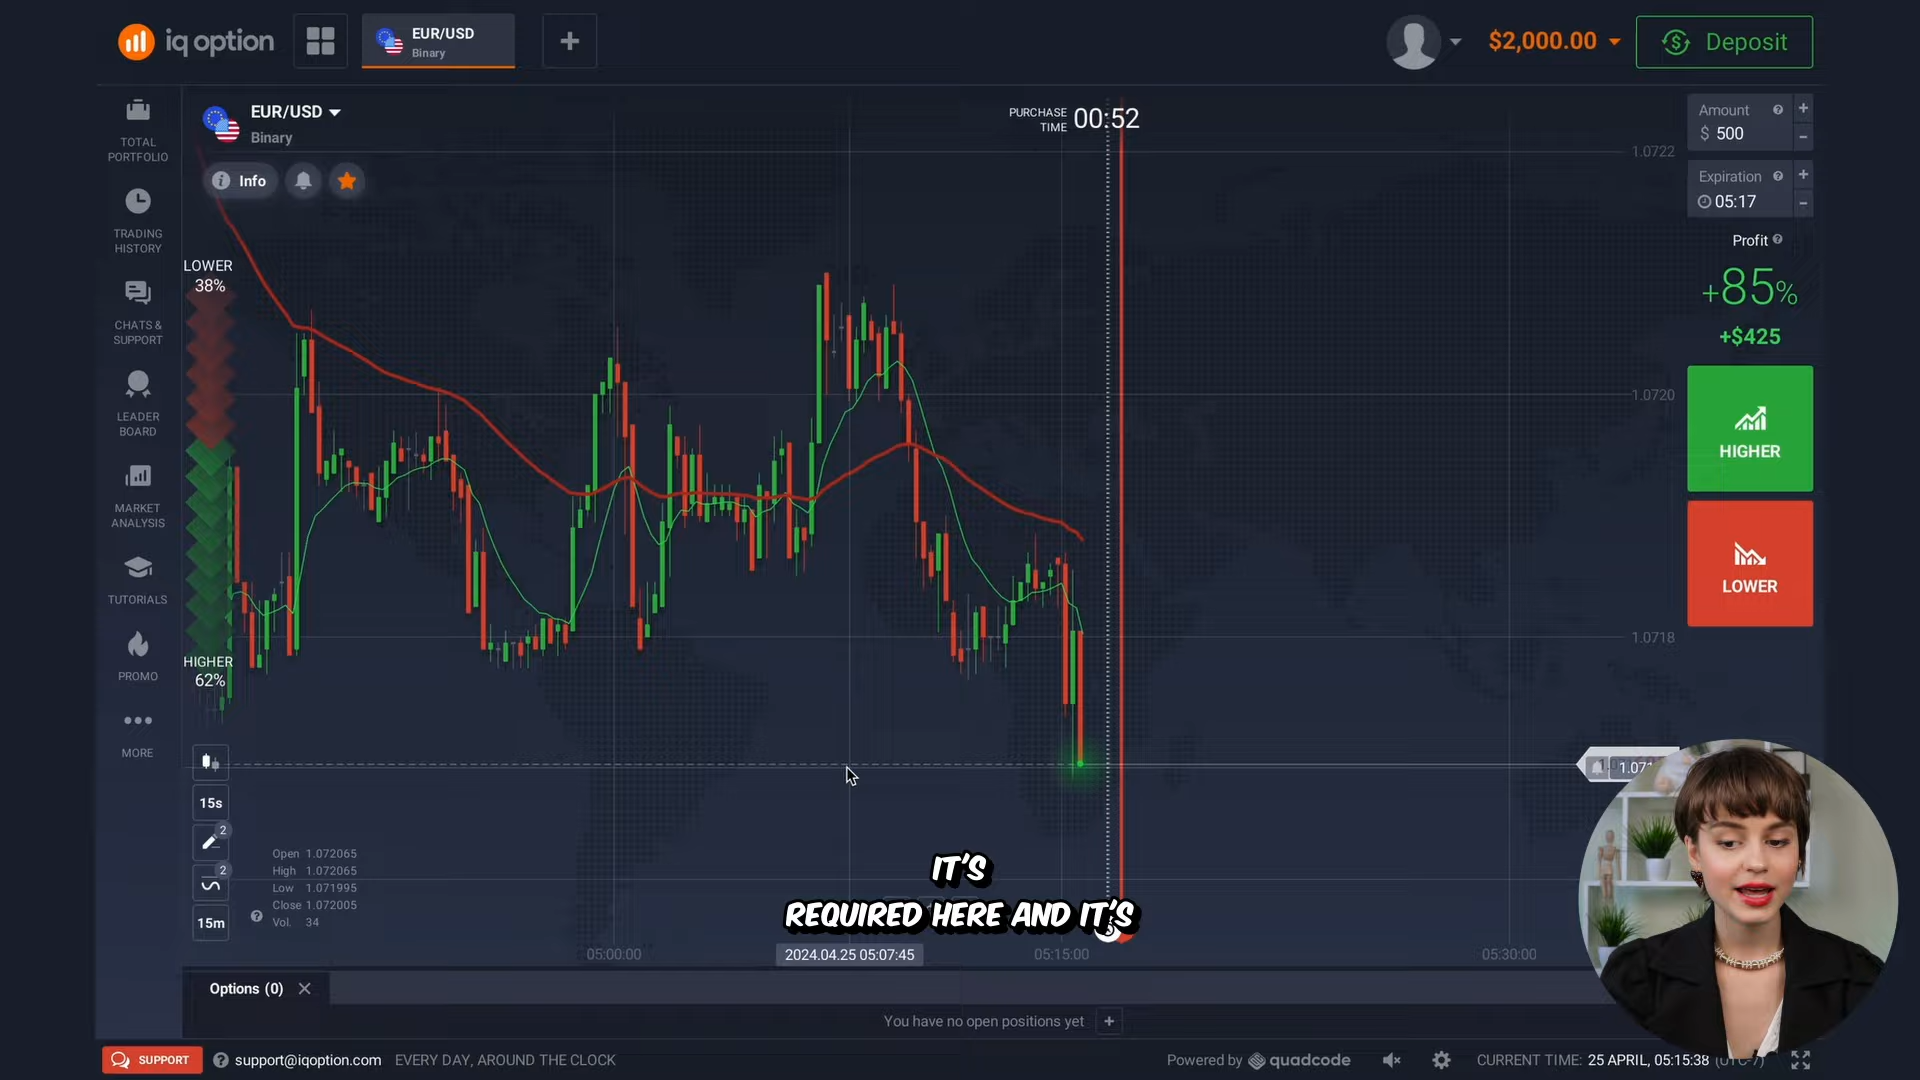 iq option
EUR/USD
Binary
+
$2,000.00
Deposit
EUR/USD
Binary
PURCHASE
TIME
00:52
Info
TOTAL
PORTFOLIO
TRADING
HISTORY
CHATS &
SUPPORT
LEADER
BOARD
MARKET
ANALYSIS
TUTORIALS
PROMO
MORE
LOWER
38%
HIGHER
62%
1.0722
1.0720
1.0718
Amount
$ 500
Expiration
05:17
Profit
+85%
+$425
HIGHER
LOWER
15s
2
2
15m
Open 1.072065
High 1.072065
Low 1.071995
Close 1.072005
Vol. 34
IT'S
REQUIRED HERE AND IT'S
05:00:00
2024.04.25 05:07:45
05:15:00
05:30:00
Options (0)
You have no open positions yet
+
SUPPORT
support@iqoption.com
EVERY DAY, AROUND THE CLOCK
Powered by quadcode
CURRENT TIME: 25 APRIL, 05:15:38 (UTC-7)